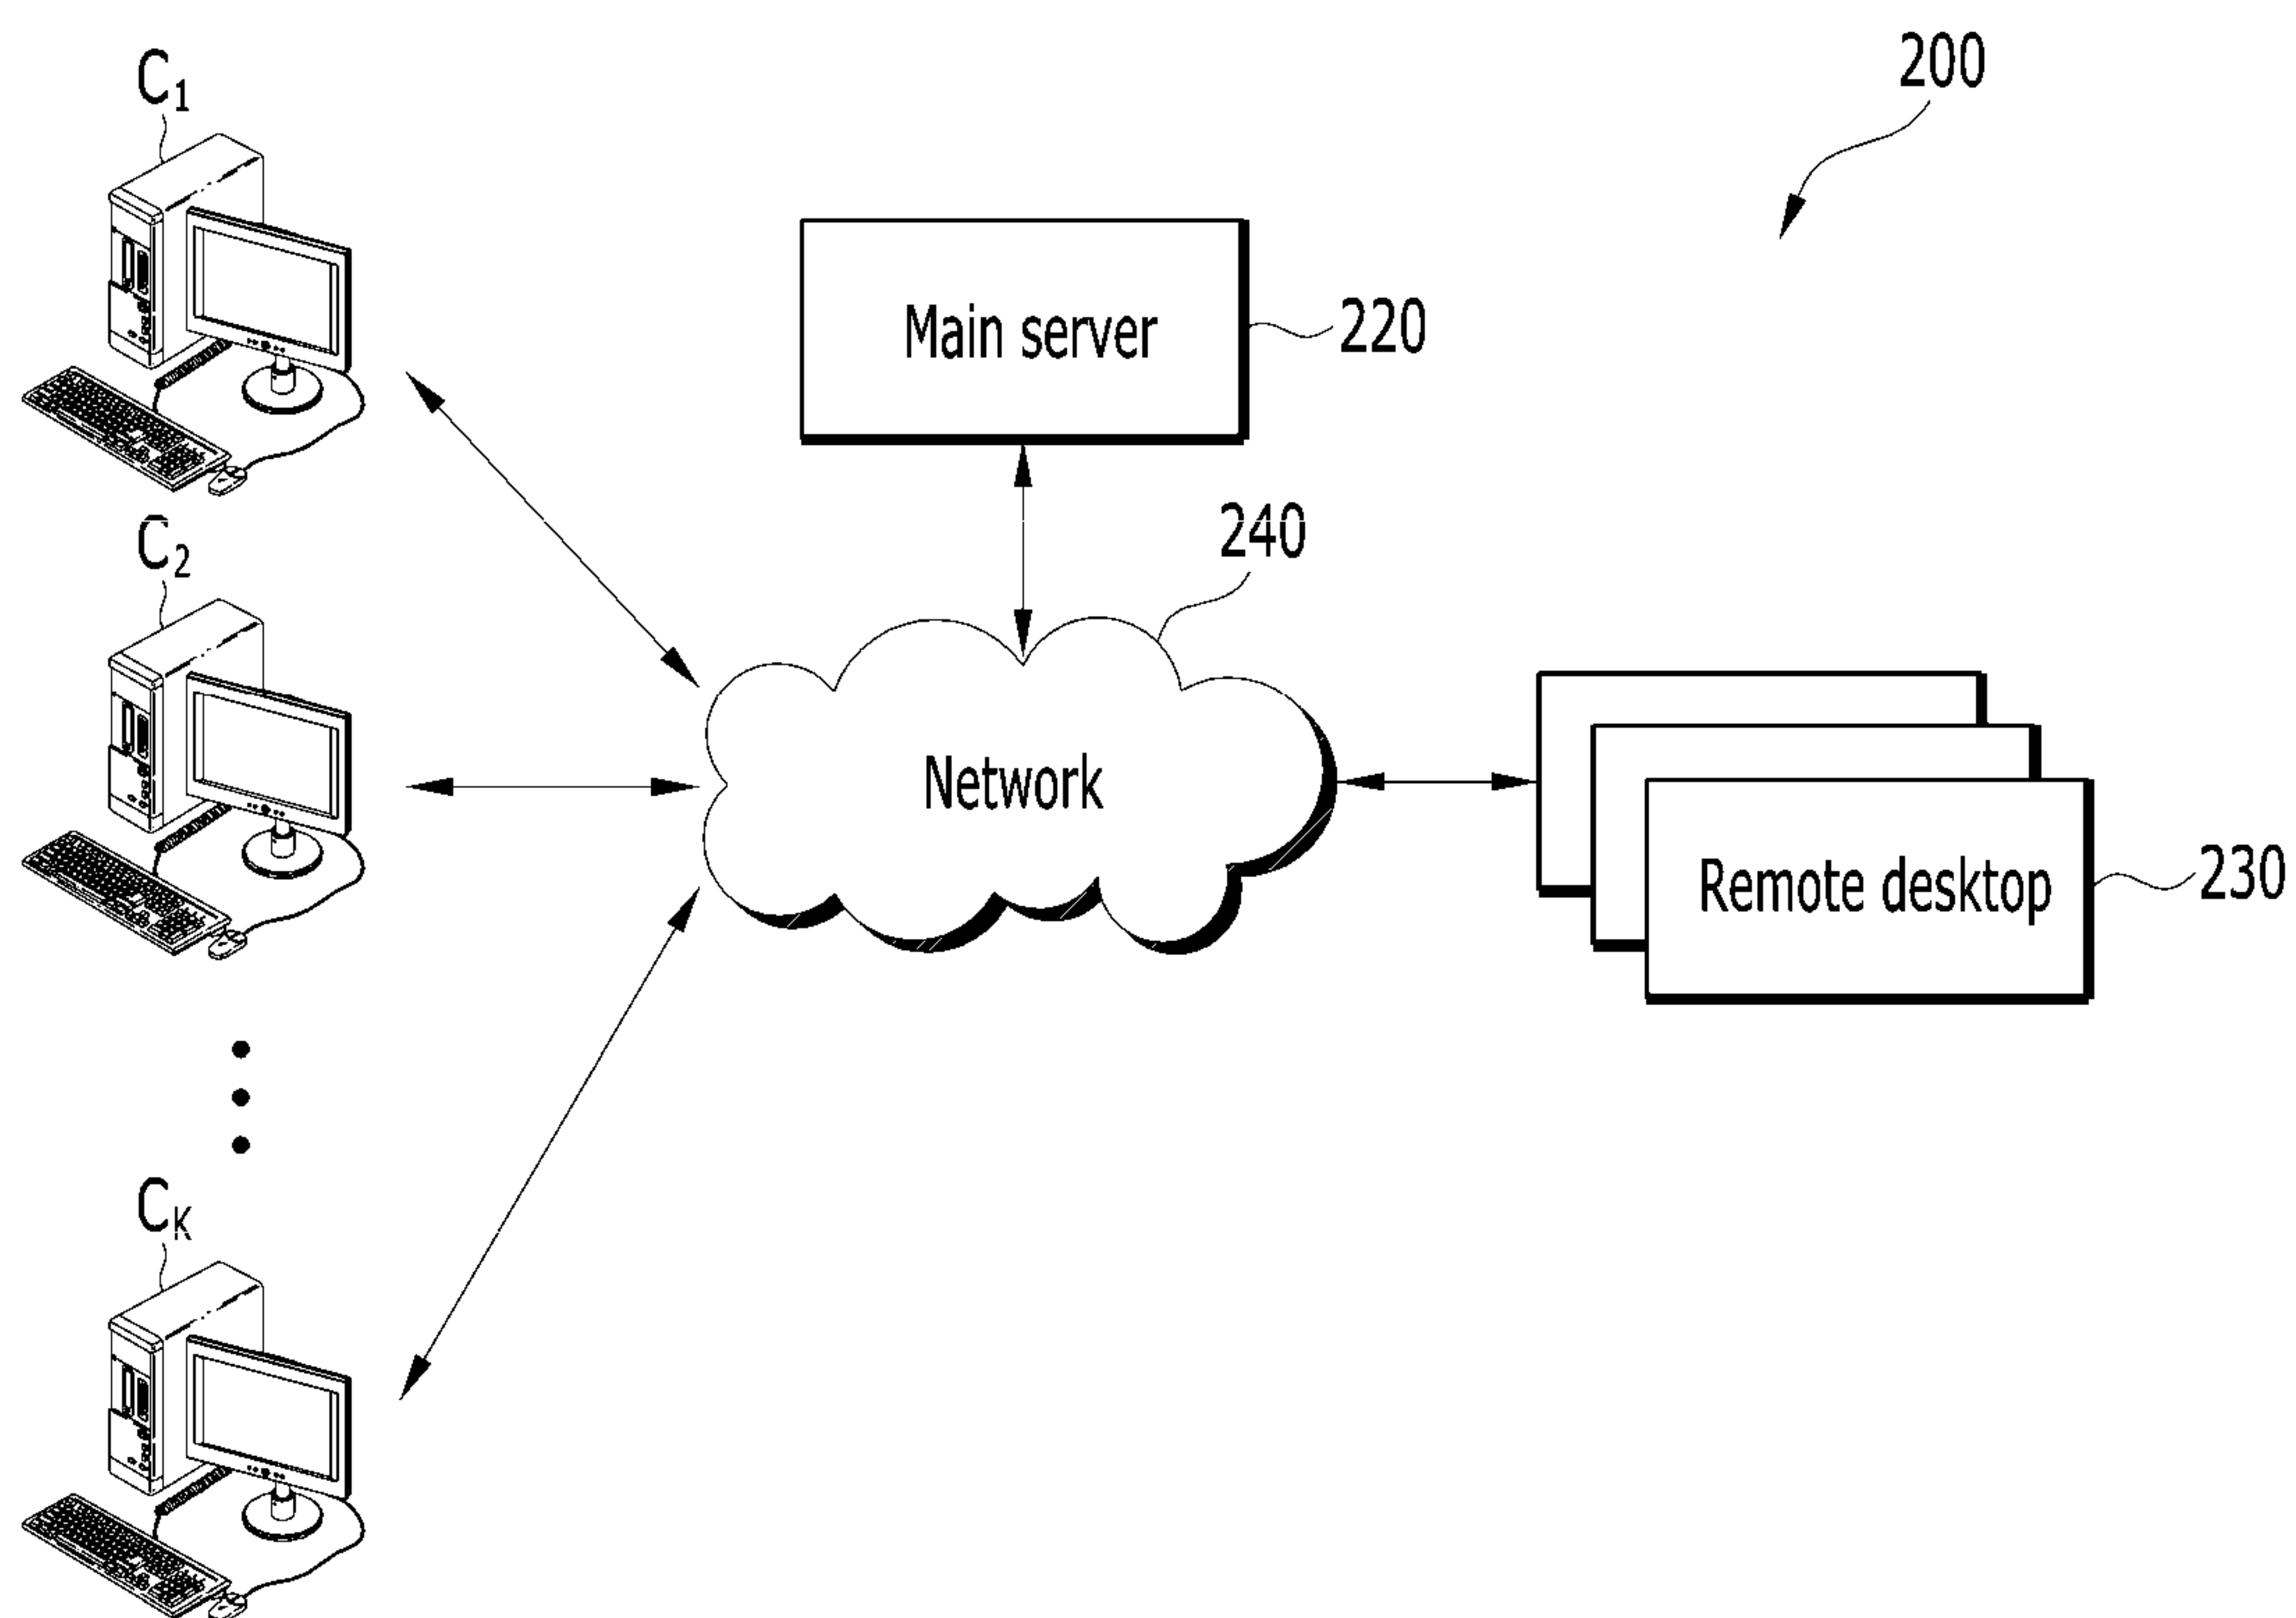 C1
200
Main server
220
C2
240
Network
Remote desktop
230
CK